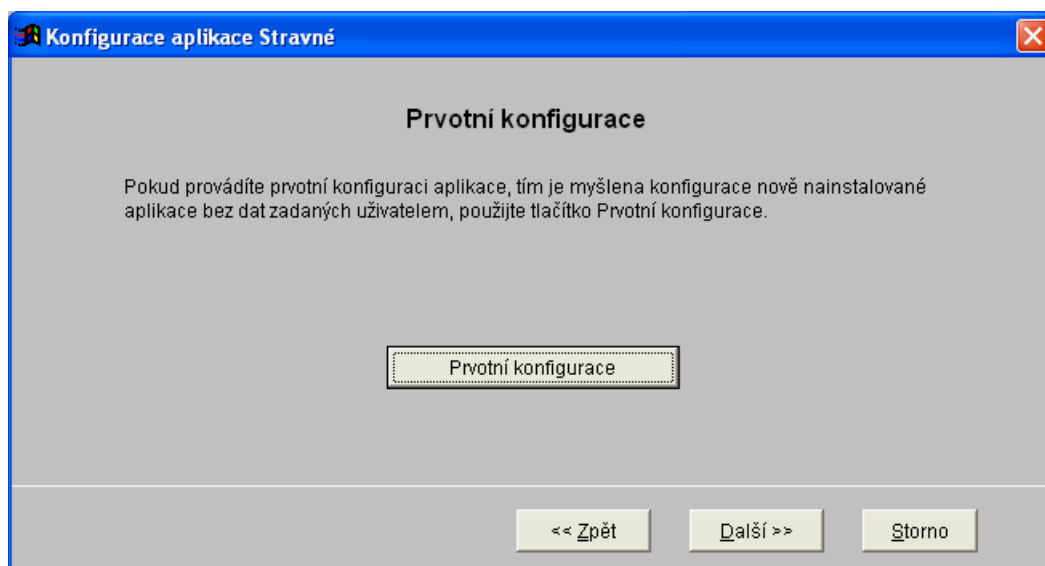 Konfigurace aplikace Stravné
Prvotní konfigurace
Pokud provádíte prvotní konfiguraci aplikace, tím je myšlena konfigurace nově nainstalované
aplikace bez dat zadaných uživatelem, použijte tlačítko Prvotní konfigurace.
Prvotní konfigurace
<< Zpět
Další >>
Storno